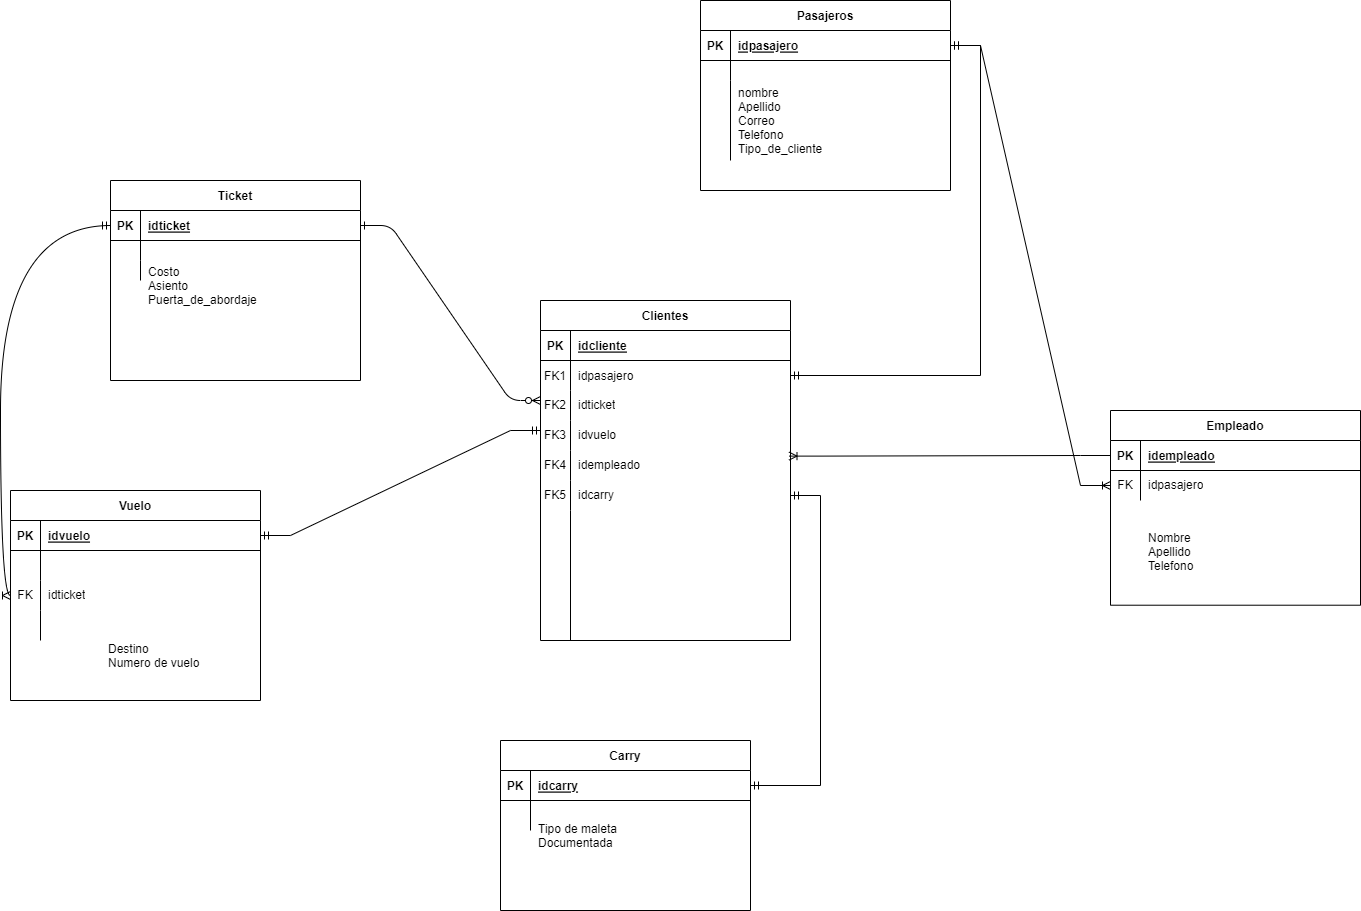 Pasajeros
PK idpasajero
nombre
Apellido
Correo
Telefono
Tipo_de_cliente
Ticket
PK idticket
Costo
Asiento
Puerta_de_abordaje
Clientes
PK idcliente
FK1 idpasajero
FK2 idticket
FK3 idvuelo
FK4 idempleado
FK5 idcarry
Empleado
PK idempleado
FK idpasajero
Nombre
Apellido
Telefono
Vuelo
PK idvuelo
FK idticket
Destino
Numero de vuelo
Carry
PK idcarry
Tipo de maleta
Documentada